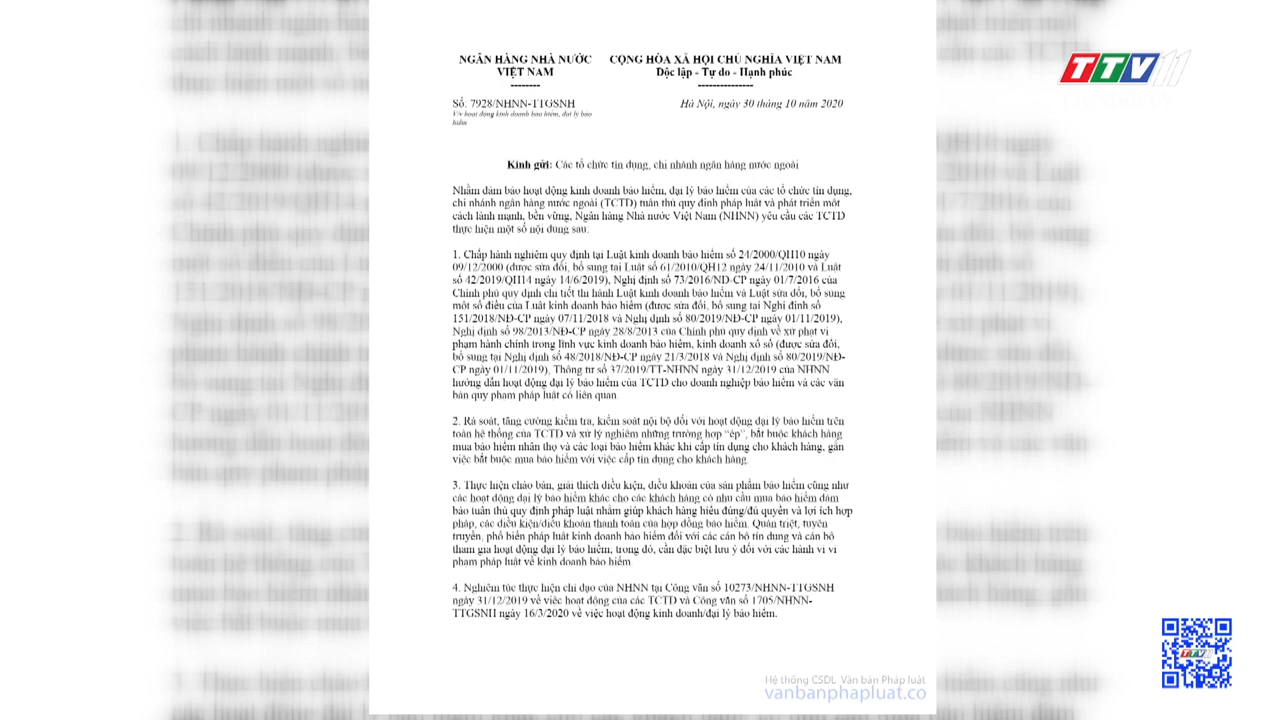 TTV11
NGÂN HÀNG NHÀ NƯỚC
VIỆT NAM
--------
CỘNG HÒA XÃ HỘI CHỦ NGHĨA VIỆT NAM
Độc lập - Tự do - Hạnh phúc
---------------
Số: 7928/NHNN-TTGSNH
V/v hoạt động kinh doanh bảo hiểm, đại lý bảo
hiểm
Hà Nội, ngày 30 tháng 10 năm 2020
Kính gửi: Các tổ chức tín dụng, chi nhánh ngân hàng nước ngoài
Nhằm đảm bảo hoạt động kinh doanh bảo hiểm, đại lý bảo hiểm của các tổ chức tín dụng,
chi nhánh ngân hàng nước ngoài (TCTD) tuân thủ quy định pháp luật và phát triển một
cách lành mạnh, bền vững, Ngân hàng Nhà nước Việt Nam (NHNN) yêu cầu các TCTD
thực hiện một số nội dung sau:
1. Chấp hành nghiêm quy định tại Luật kinh doanh bảo hiểm số 24/2000/QH10 ngày
09/12/2000 (được sửa đổi, bổ sung tại Luật số 61/2010/QH12 ngày 24/11/2010 và Luật
số 42/2019/QH14 ngày 14/6/2019), Nghị định số 73/2016/NĐ-CP ngày 01/7/2016 của
Chính phủ quy định chi tiết thi hành Luật kinh doanh bảo hiểm và Luật sửa đổi, bổ sung
một số điều của Luật kinh doanh bảo hiểm (được sửa đổi, bổ sung tại Nghị định số
151/2018/NĐ-CP ngày 07/11/2018 và Nghị định số 80/2019/NĐ-CP ngày 01/11/2019),
Nghị định số 98/2013/NĐ-CP ngày 28/8/2013 của Chính phủ quy định về xử phạt vi
phạm hành chính trong lĩnh vực kinh doanh bảo hiểm, kinh doanh xổ số (được sửa đổi,
bổ sung tại Nghị định số 48/2018/NĐ-CP ngày 21/3/2018 và Nghị định số 80/2019/NĐ-
CP ngày 01/11/2019), Thông tư số 37/2019/TT-NHNN ngày 31/12/2019 của NHNN
hướng dẫn hoạt động đại lý bảo hiểm của TCTD cho doanh nghiệp bảo hiểm và các văn
bản quy phạm pháp luật có liên quan.
2. Rà soát, tăng cường kiểm tra, kiểm soát nội bộ đối với hoạt động đại lý bảo hiểm trên
toàn hệ thống của TCTD và xử lý nghiêm những trường hợp “ép”, bắt buộc khách hàng
mua bảo hiểm nhân thọ và các loại bảo hiểm khác khi cấp tín dụng cho khách hàng, gắn
việc bắt buộc mua bảo hiểm với việc cấp tín dụng cho khách hàng.
3. Thực hiện chào bán, giải thích điều kiện, điều khoản của sản phẩm bảo hiểm cũng như
các hoạt động đại lý bảo hiểm khác cho các khách hàng có nhu cầu mua bảo hiểm đảm
bảo tuân thủ quy định pháp luật nhằm giúp khách hàng hiểu đúng/đủ quyền và lợi ích hợp
pháp, các điều kiện/điều khoản thanh toán của hợp đồng bảo hiểm. Quán triệt, tuyên
truyền, phổ biến pháp luật kinh doanh bảo hiểm đối với các cán bộ tín dụng và cán bộ
tham gia hoạt động đại lý bảo hiểm; trong đó, cần đặc biệt lưu ý đối với các hành vi vi
phạm pháp luật về kinh doanh bảo hiểm.
4. Nghiêm túc thực hiện chỉ đạo của NHNN tại Công văn số 10273/NHNN-TTGSNH
ngày 31/12/2019 về việc hoạt động của các TCTD và Công văn số 1705/NHNN-
TTGSNH ngày 16/3/2020 về việc hoạt động kinh doanh/đại lý bảo hiểm.
Hệ thống CSDL Văn bản Pháp luật
vanbanphapluat.co